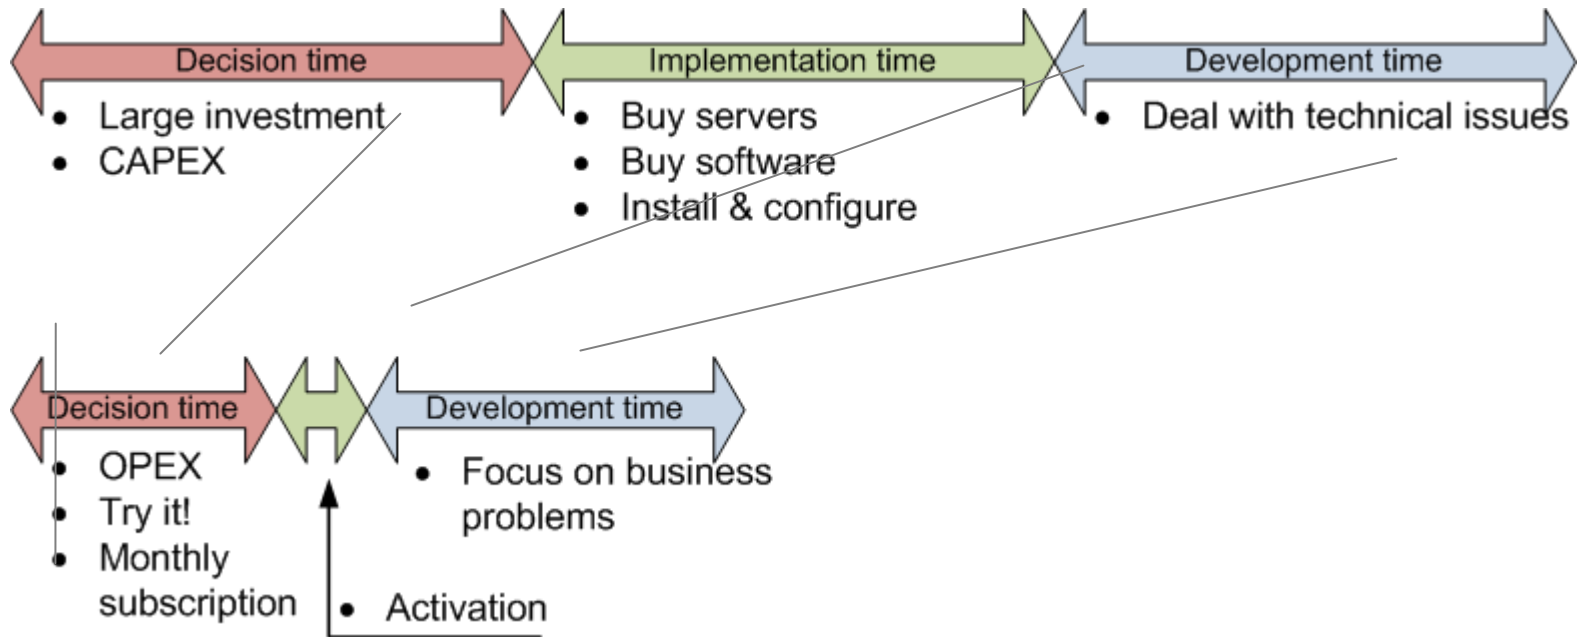 Decision time
Implementation time
Development time
• Large investment
• CAPEX
• Buy servers
• Buy software
• Install & configure
• Deal with technical issues
Decision time
Development time
• OPEX
• Try it!
• Monthly
subscription
• Activation
• Focus on business
problems